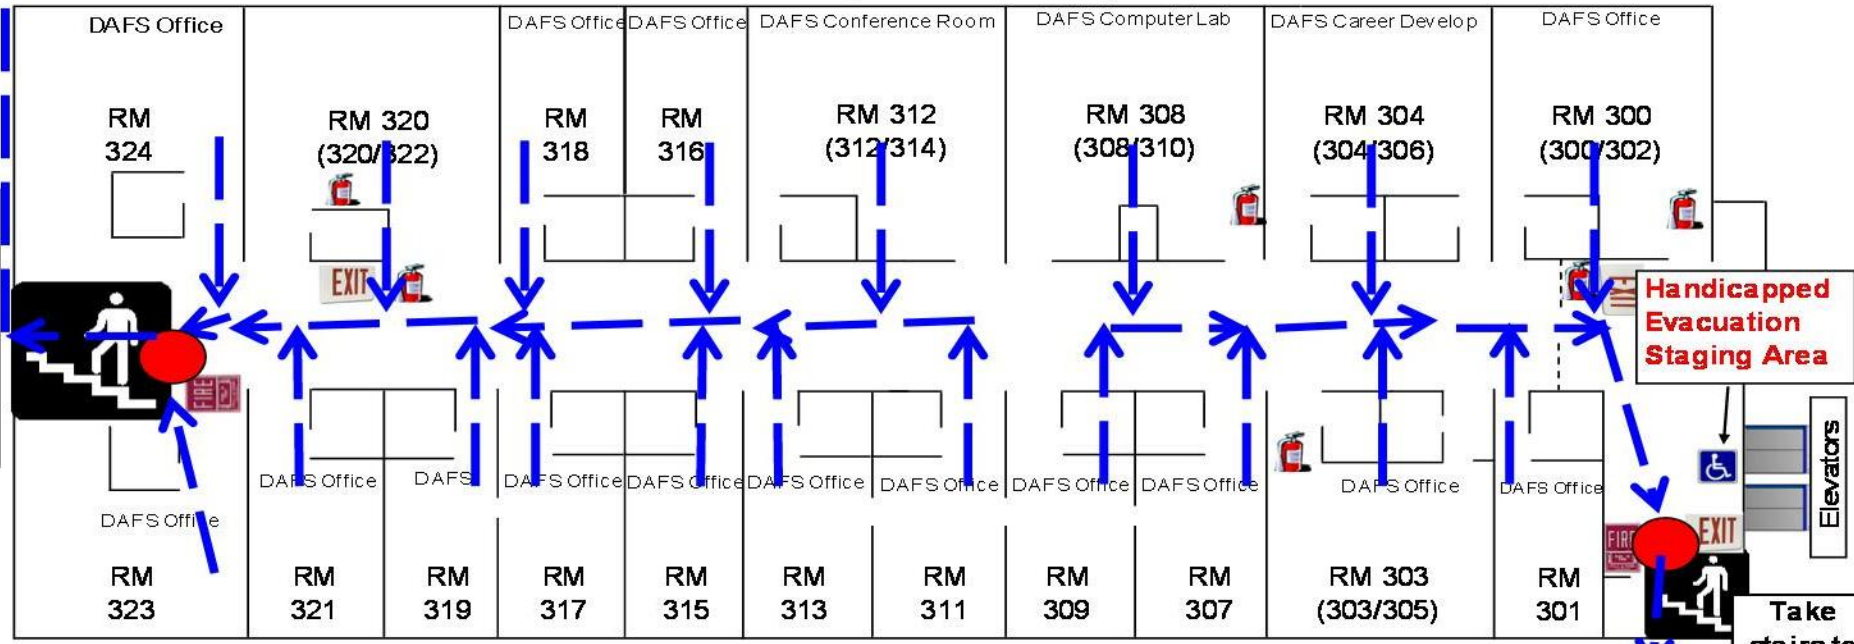 DAFS Office
DAFS Office
DAFS Office
DAFS Conference Room
DAFS Computer Lab
DAFS Career Develop
DAFS Office
RM
324
RM 320
(320/322)
RM
318
RM
316
RM 312
(312/314)
RM 308
(308/310)
RM 304
(304/306)
RM 300
(300/302)
EXIT
Handicapped
Evacuation
Staging Area
FIRE
Elevators
DAFS Office
DAFS
DAFS Office
DAFS Office
DAFS Office
DAFS Office
DAFS Office
DAFS Office
DAFS Office
DAFS Office
DAFS Office
FIRE
EXIT
RM
323
RM
321
RM
319
RM
317
RM
315
RM
313
RM
311
RM
309
RM
307
RM 303
(303/305)
RM
301
Take
stairs to